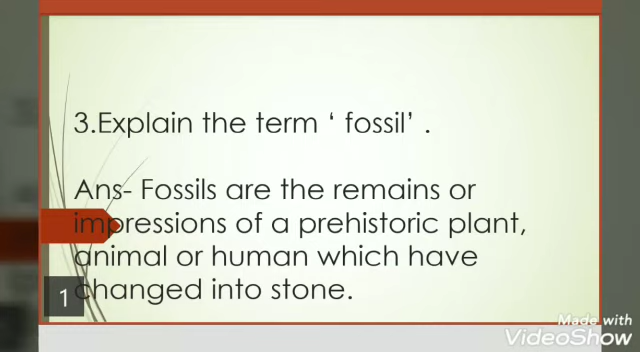 3.Explain the term ‘ fossil’ .
Ans- Fossils are the remains or
impressions of a prehistoric plant,
animal or human which have
changed into stone.
1
Made with
VideoShow